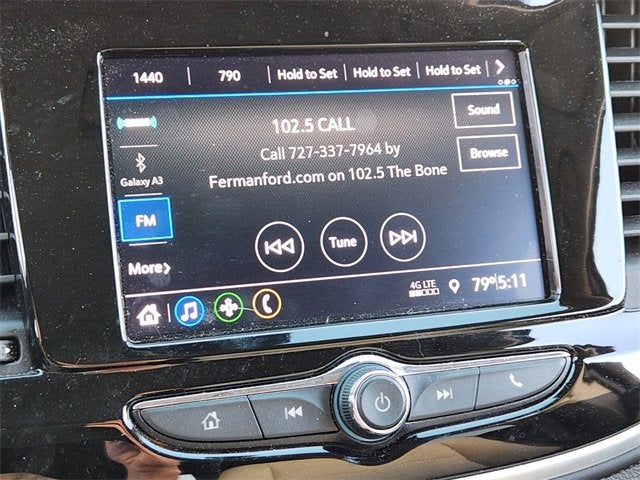 1440 790 Hold to Set Hold to Set Hold to Set
Sound
102.5 CALL
Call 727-337-7964 by
Fermanford.com on 102.5 The Bone
Browse
Galaxy A3
FM
Tune
More
4G LTE
79° 5:11